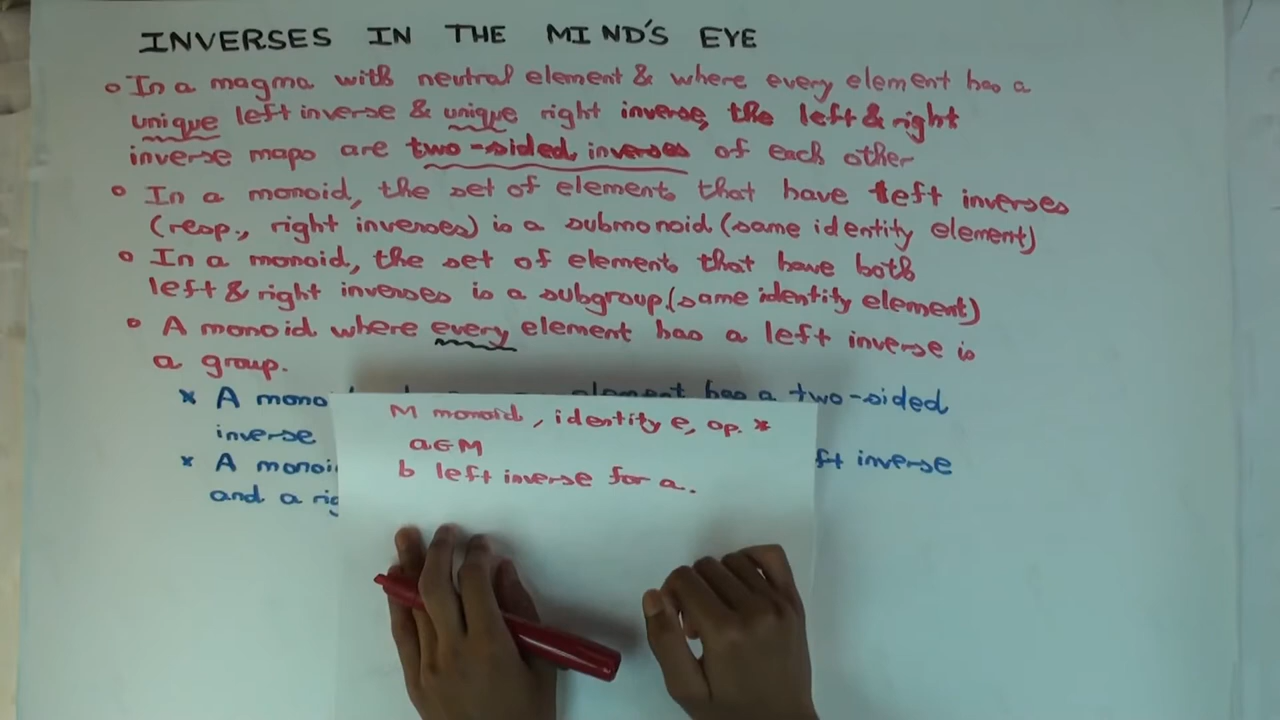 INVERSES IN THE MIND'S EYE
In a magma with neutral element & where every element has a
unique left inverse & unique right inverse, the left & right
inverse maps are two-sided inverses of each other
In a monoid, the set of elements that have left inverses
(resp., right inverses) is a submonoid (same identity element)
In a monoid, the set of elements that have both
left & right inverses is a subgroup. (same identity element)
A monoid where every element has a left inverse is
a group.
* A mono element has a two-sided
inverse
* A monoi ft inverse
and a rig
M monoid, identity e, op. *
a∈M
b left inverse for a.